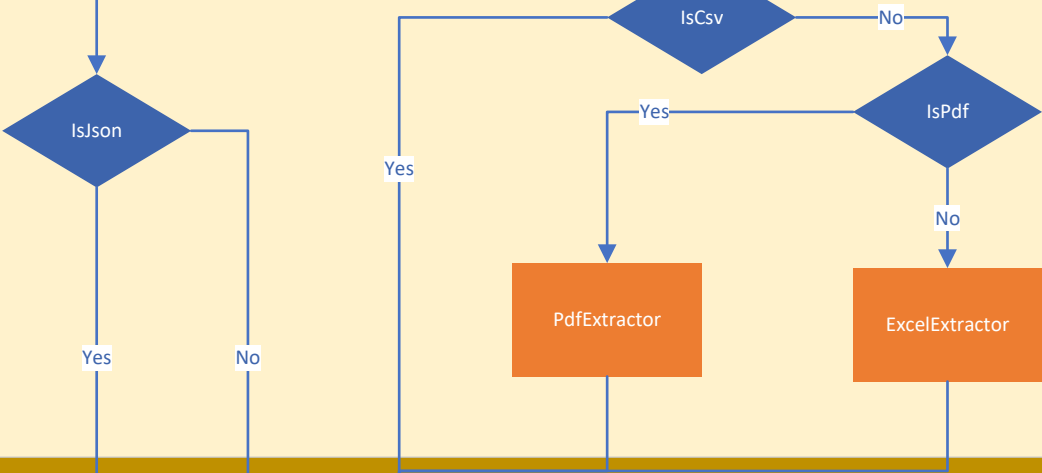 IsCsv
No
IsPdf
Yes
IsJson
Yes
No
PdfExtractor
ExcelExtractor
Yes
No